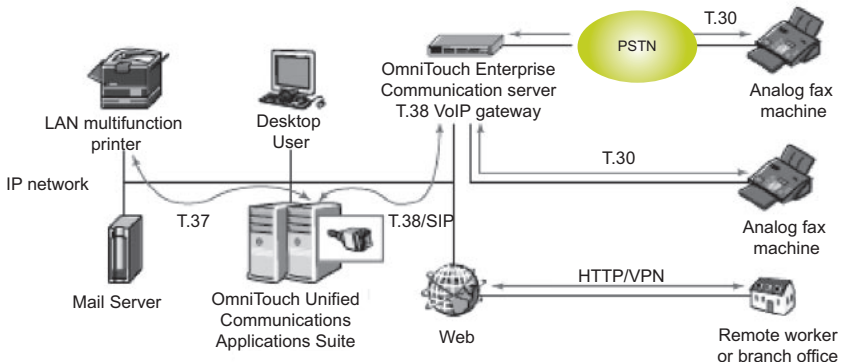 T.30
PSTN
OmniTouch Enterprise
Communication server
T.38 VoIP gateway
Analog fax
machine
LAN multifunction
printer
Desktop
User
T.30
IP network
T.37
T.38/SIP
Analog fax
machine
Mail Server
OmniTouch Unified
Communications
Applications Suite
Web
HTTP/VPN
Remote worker
or branch office